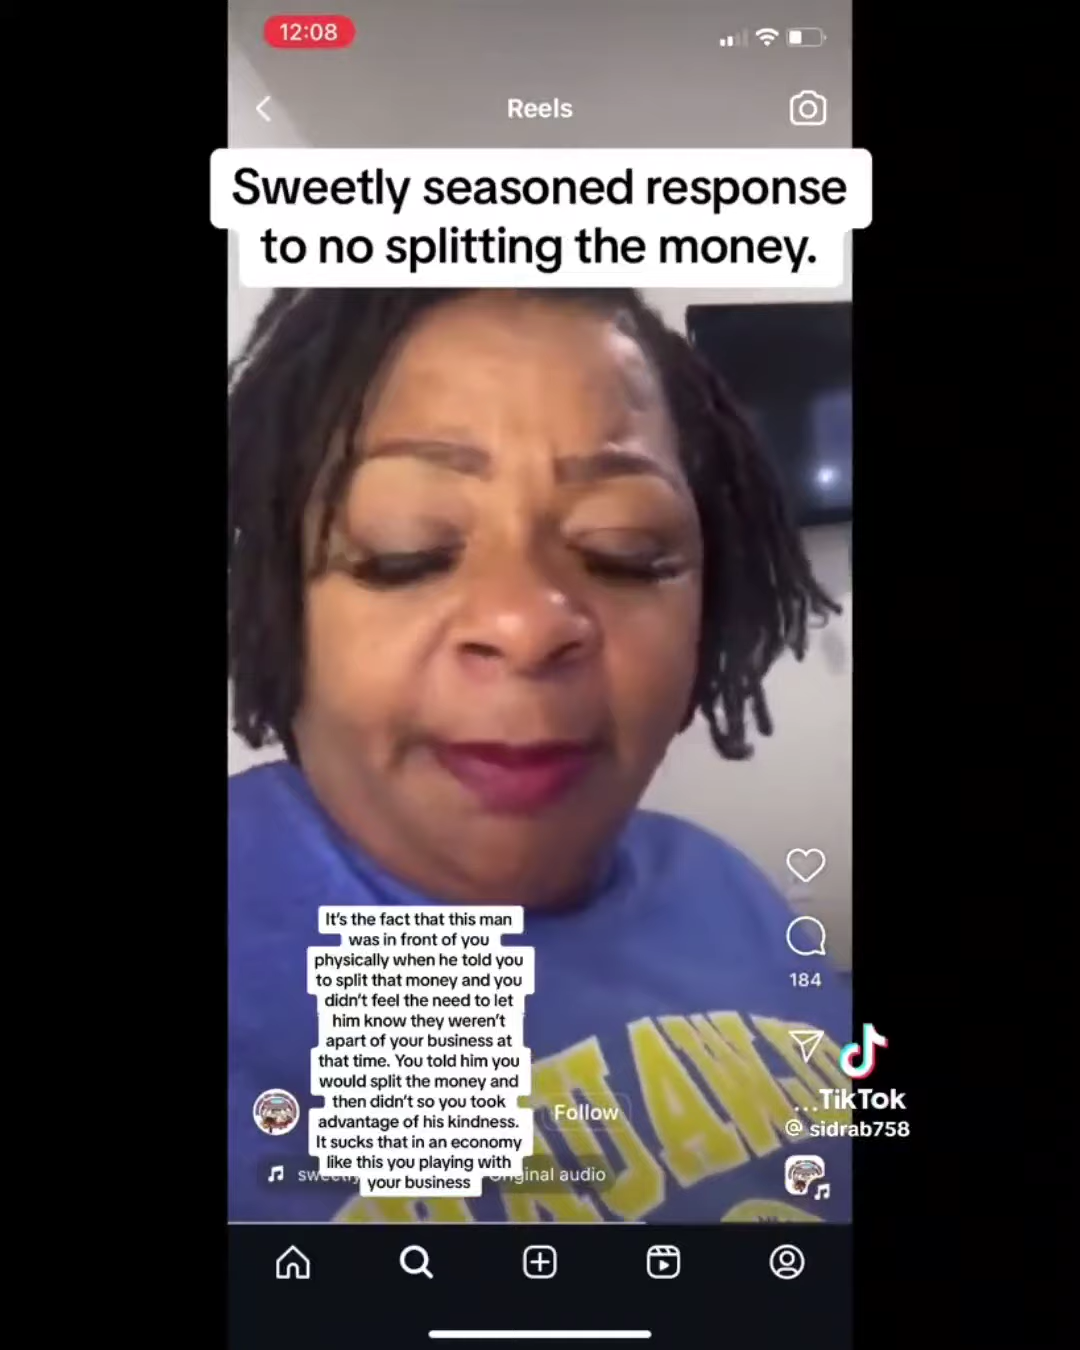 12:08
Reels
Sweetly seasoned response
to no splitting the money.
It's the fact that this man
was in front of you
physically when he told you
to split that money and you
didn't feel the need to let
him know they weren't
apart of your business at
that time. You told him you
would split the money and
then didn't so you took
advantage of his kindness.
It sucks that in an economy
like this you playing with
your business
184
Follow
original audio
...TikTok
@ sidrab758